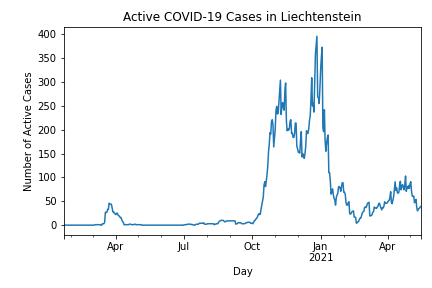 Active COVID-19 Cases in Liechtenstein
400
350
300
250
200
150
100
50
0
Number of Active Cases
Apr
Jul
Oct
Jan
2021
Apr
Day